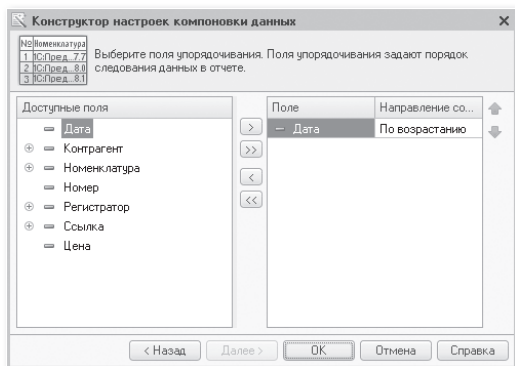 Конструктор настроек компоновки данных
№ Номенклатура
1 1С:Пред...7.7
2 1С:Пред...8.0
3 1С:Пред...8.1
Выберите поля упорядочивания. Поля упорядочивания задают порядок
следования данных в отчете.
Доступные поля
Дата
Контрагент
Номенклатура
Номер
Регистратор
Ссылка
Цена
>
>>
<
<<
Поле Направление со...
Дата По возрастанию
< Назад Далее > ОК Отмена Справка